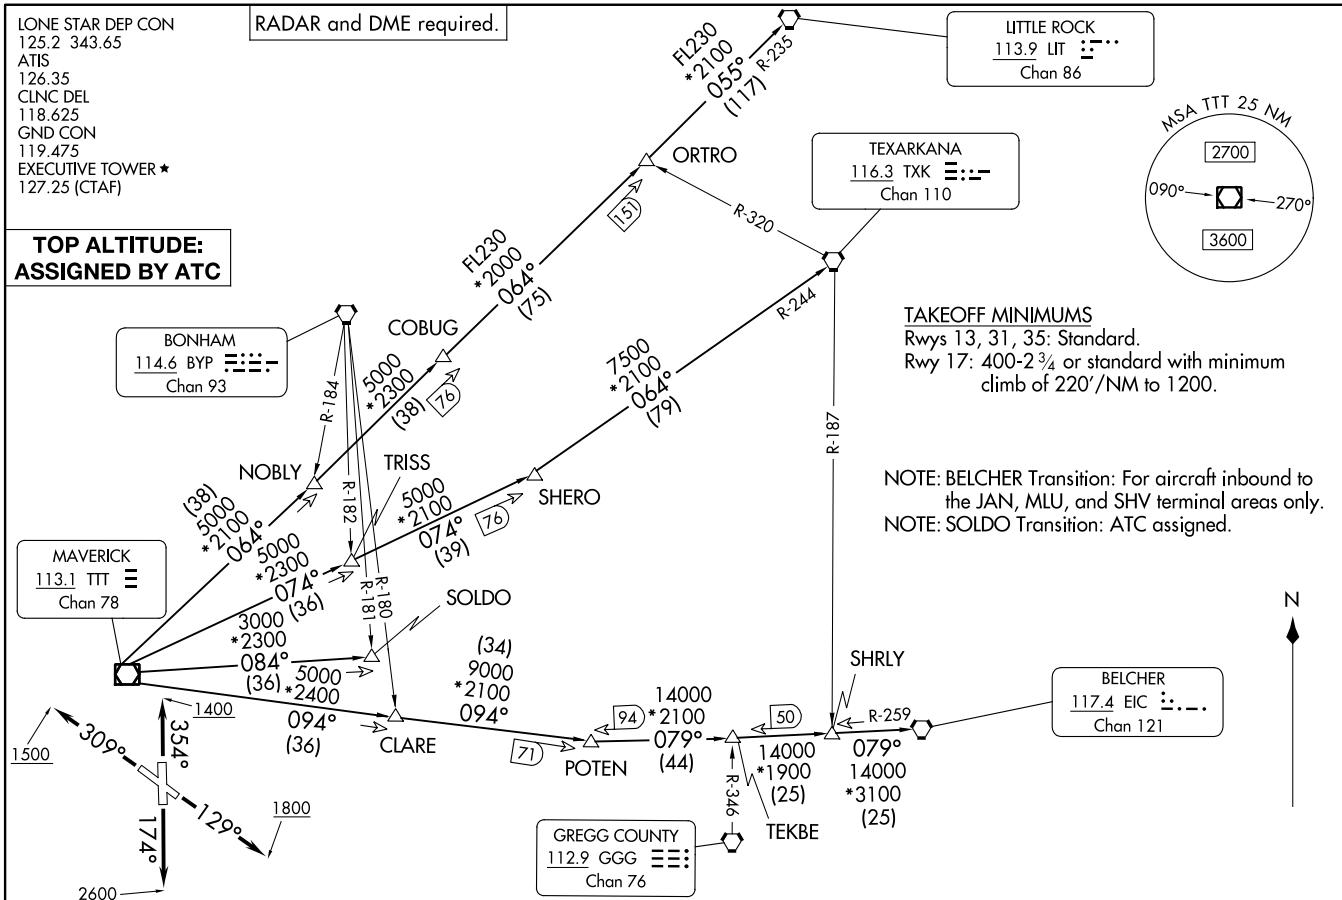 LONE STAR DEP CON
125.2 343.65
ATIS
126.35
CLNC DEL
118.625
GND CON
119.475
EXECUTIVE TOWER ★
127.25 (CTAF)
RADAR and DME required.
TOP ALTITUDE:
ASSIGNED BY ATC
LITTLE ROCK
113.9 LIT
Chan 86
FL230
*2100
055°
(117)
R-235
ORTRO
151
TEXARKANA
116.3 TXK
Chan 110
R-320
MSA TTT 25 NM
2700
090°
270°
3600
FL230
*2000
064°
(75)
COBUG
76
BONHAM
114.6 BYP
Chan 93
5000
*2300
(38)
R-184
R-182
R-181
R-180
R-244
7500
*2100
064°
(79)
R-187
TAKEOFF MINIMUMS
Rwys 13, 31, 35: Standard.
Rwy 17: 400-2 ¾ or standard with minimum
climb of 220'/NM to 1200.
NOBLY
TRISS
SHERO
5000
*2100
074°
(39)
76
NOTE: BELCHER Transition: For aircraft inbound to
the JAN, MLU, and SHV terminal areas only.
NOTE: SOLDO Transition: ATC assigned.
(38)
5000
*2100
064°
MAVERICK
113.1 TTT
Chan 78
5000
*2300
074°
(36)
SOLDO
3000
*2300
084°
(36)
5000
*2400
094°
(36)
CLARE
(34)
9000
*2100
094°
71
POTEN
94
14000
*2100
079°
(44)
50
14000
*1900
(25)
TEKBE
SHRLY
R-259
079°
14000
*3100
(25)
BELCHER
117.4 EIC
Chan 121
N
R-346
GREGG COUNTY
112.9 GGG
Chan 76
1400
1500
309°
354°
129°
1800
174°
2600